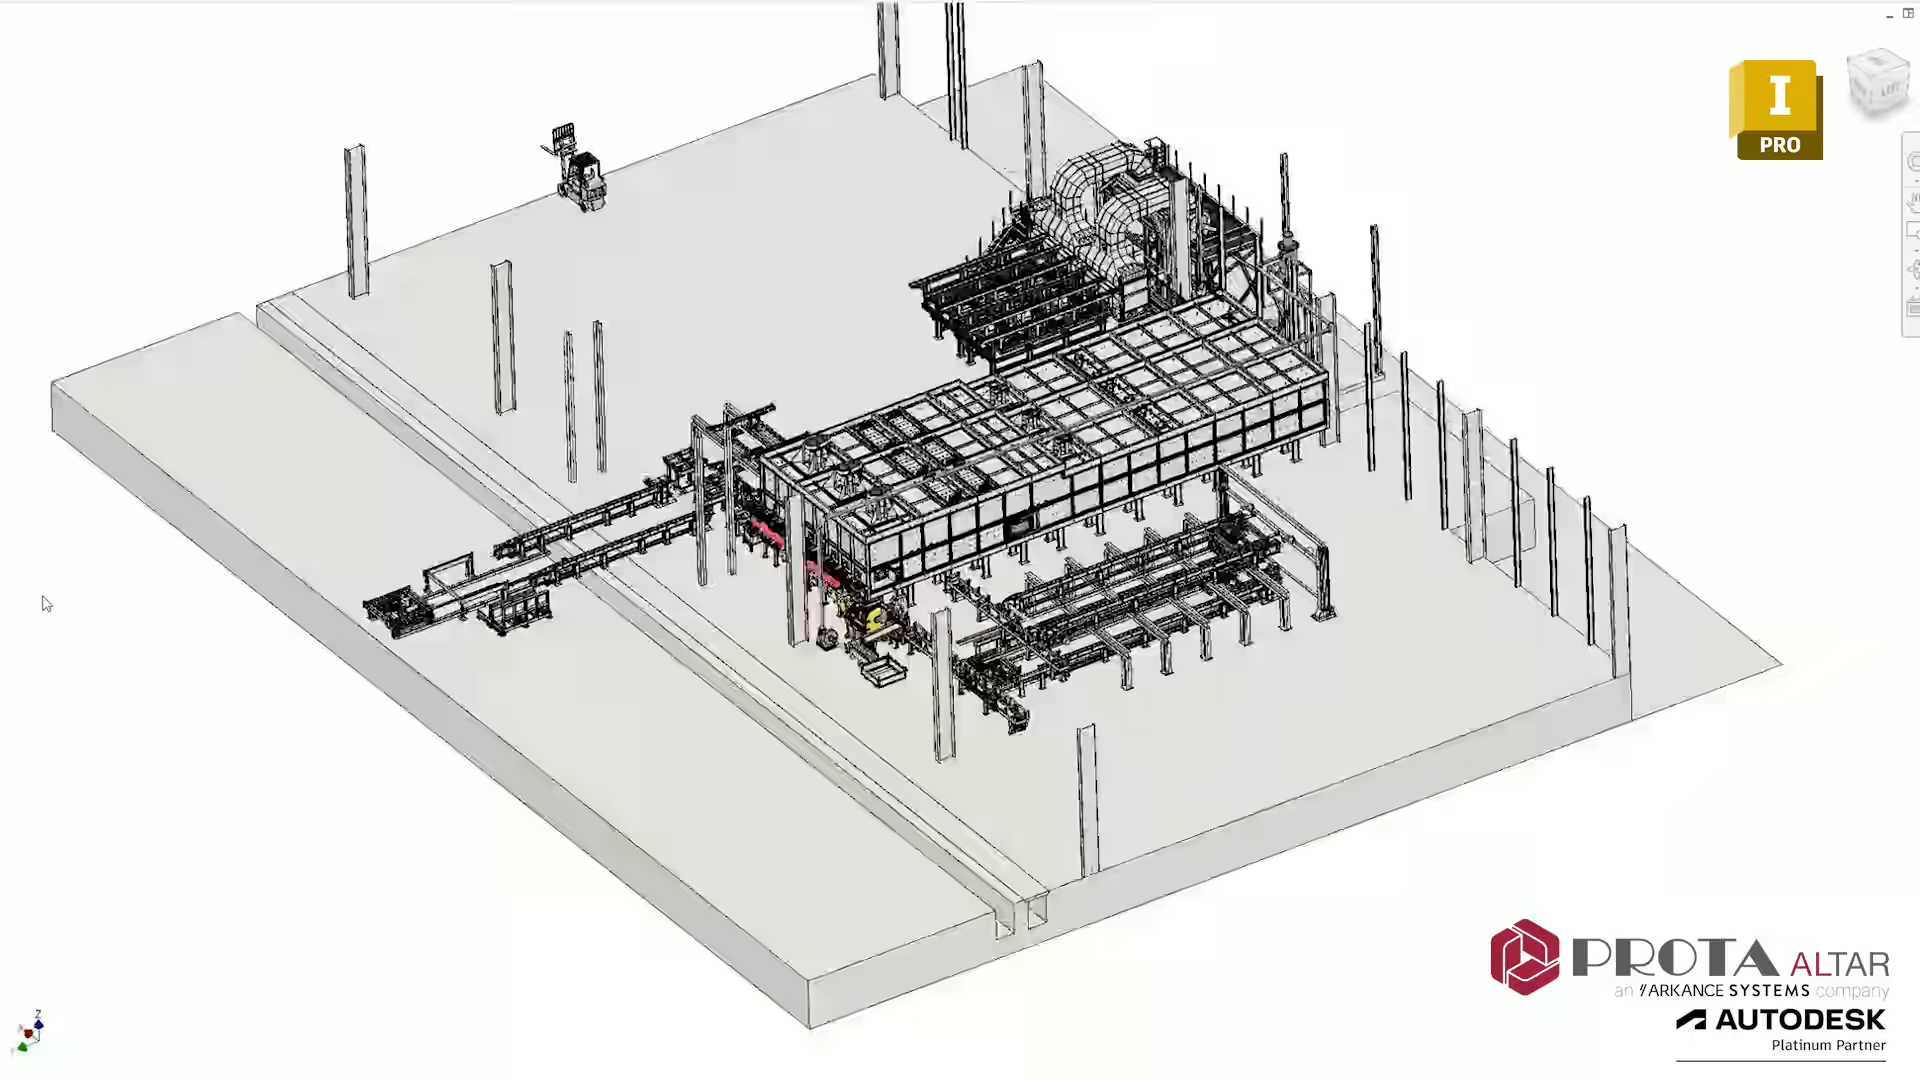 I
PRO
PROTA ALTAR
an ARKANCE SYSTEMS company
AUTODESK
Platinum Partner
Z